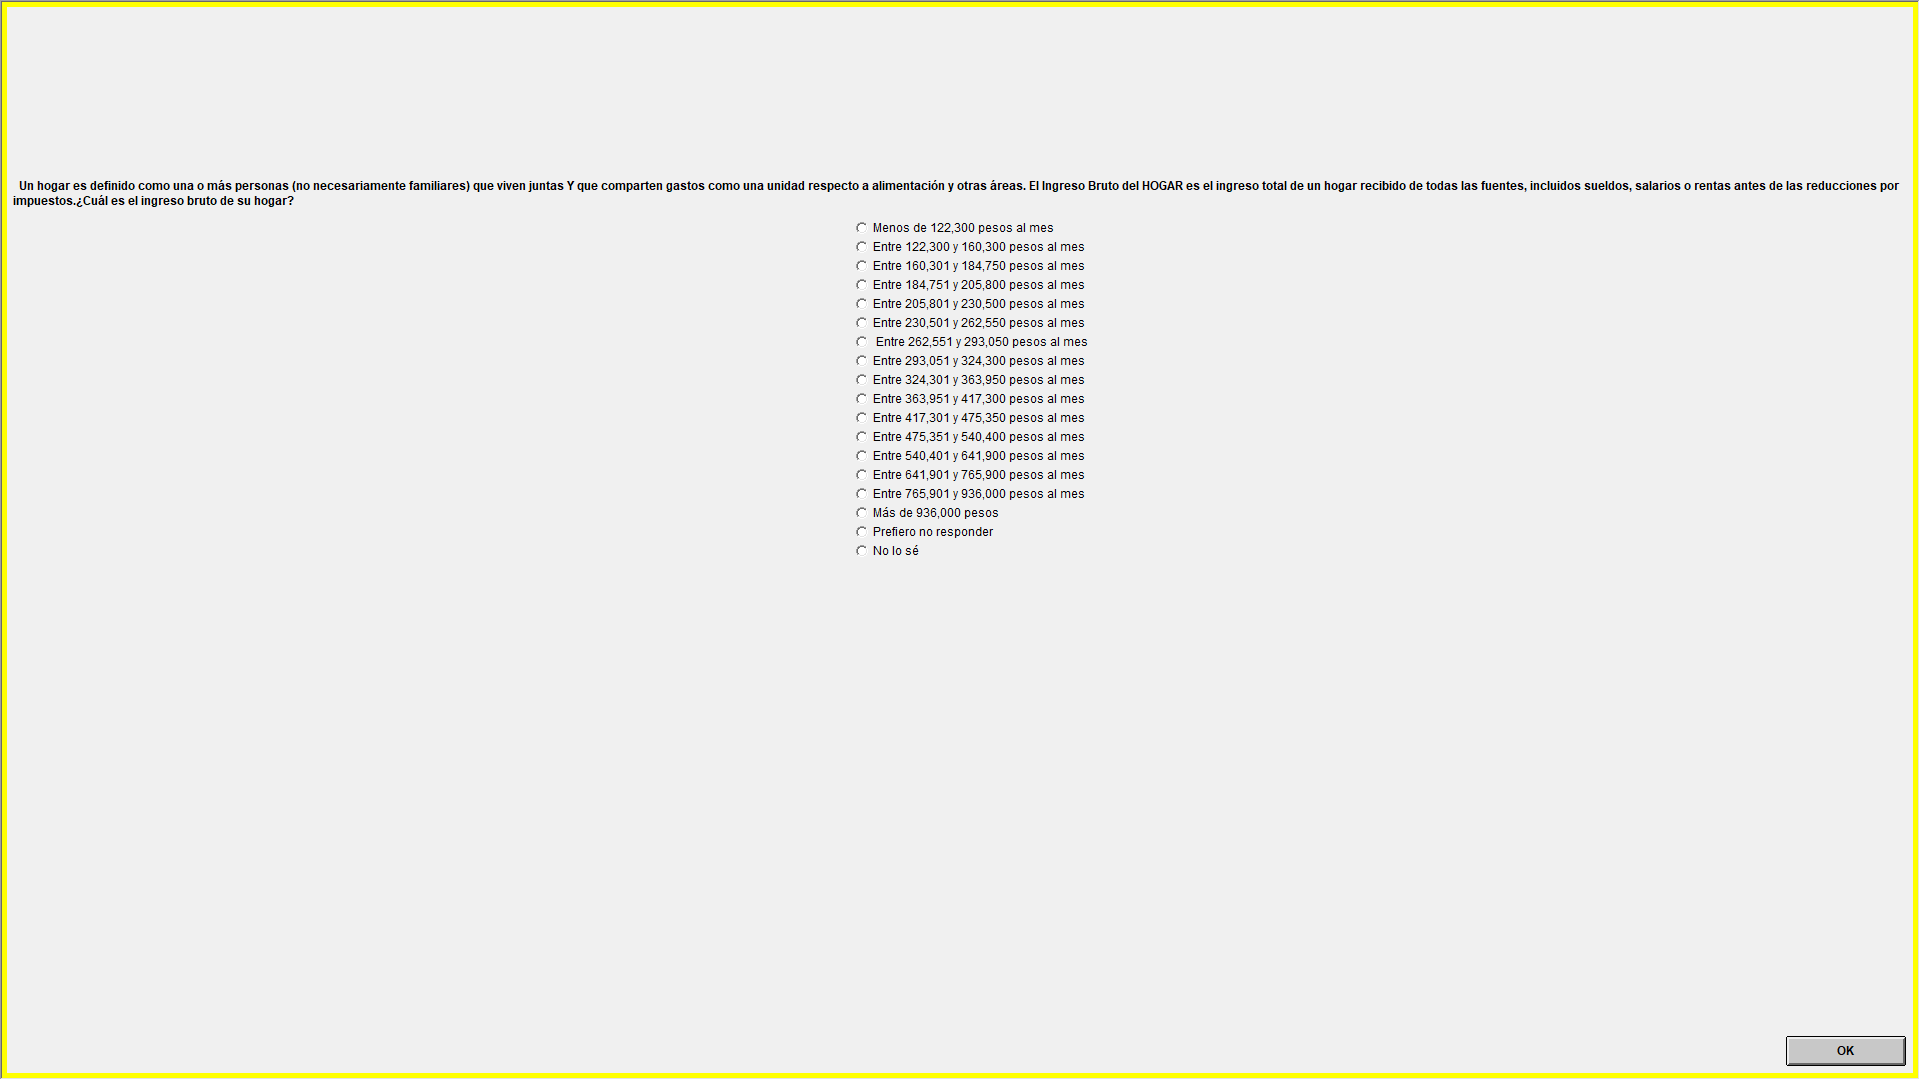 Un hogar es definido como una o más personas (no necesariamente familiares) que viven juntas Y que comparten gastos como una unidad respecto a alimentación y otras áreas. El Ingreso Bruto del HOGAR es el ingreso total de un hogar recibido de todas las fuentes, incluidos sueldos, salarios o rentas antes de las reducciones por
impuestos.¿Cuál es el ingreso bruto de su hogar?
Menos de 122,300 pesos al mes
Entre 122,300 y 160,300 pesos al mes
Entre 160,301 y 184,750 pesos al mes
Entre 184,751 y 205,800 pesos al mes
Entre 205,801 y 230,500 pesos al mes
Entre 230,501 y 262,550 pesos al mes
Entre 262,551 y 293,050 pesos al mes
Entre 293,051 y 324,300 pesos al mes
Entre 324,301 y 363,950 pesos al mes
Entre 363,951 y 417,300 pesos al mes
Entre 417,301 y 475,350 pesos al mes
Entre 475,351 y 540,400 pesos al mes
Entre 540,401 y 641,900 pesos al mes
Entre 641,901 y 765,900 pesos al mes
Entre 765,901 y 936,000 pesos al mes
Más de 936,000 pesos
Prefiero no responder
No lo sé
OK